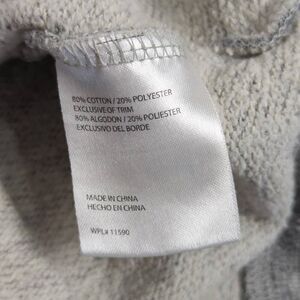 80% COTTON / 20% POLYESTER
EXCLUSIVE OF TRIM
80% ALGODON / 20% POLIESTER
EXCLUSIVO DEL BORDE
MADE IN CHINA
HECHO EN CHINA
WPL# 11590